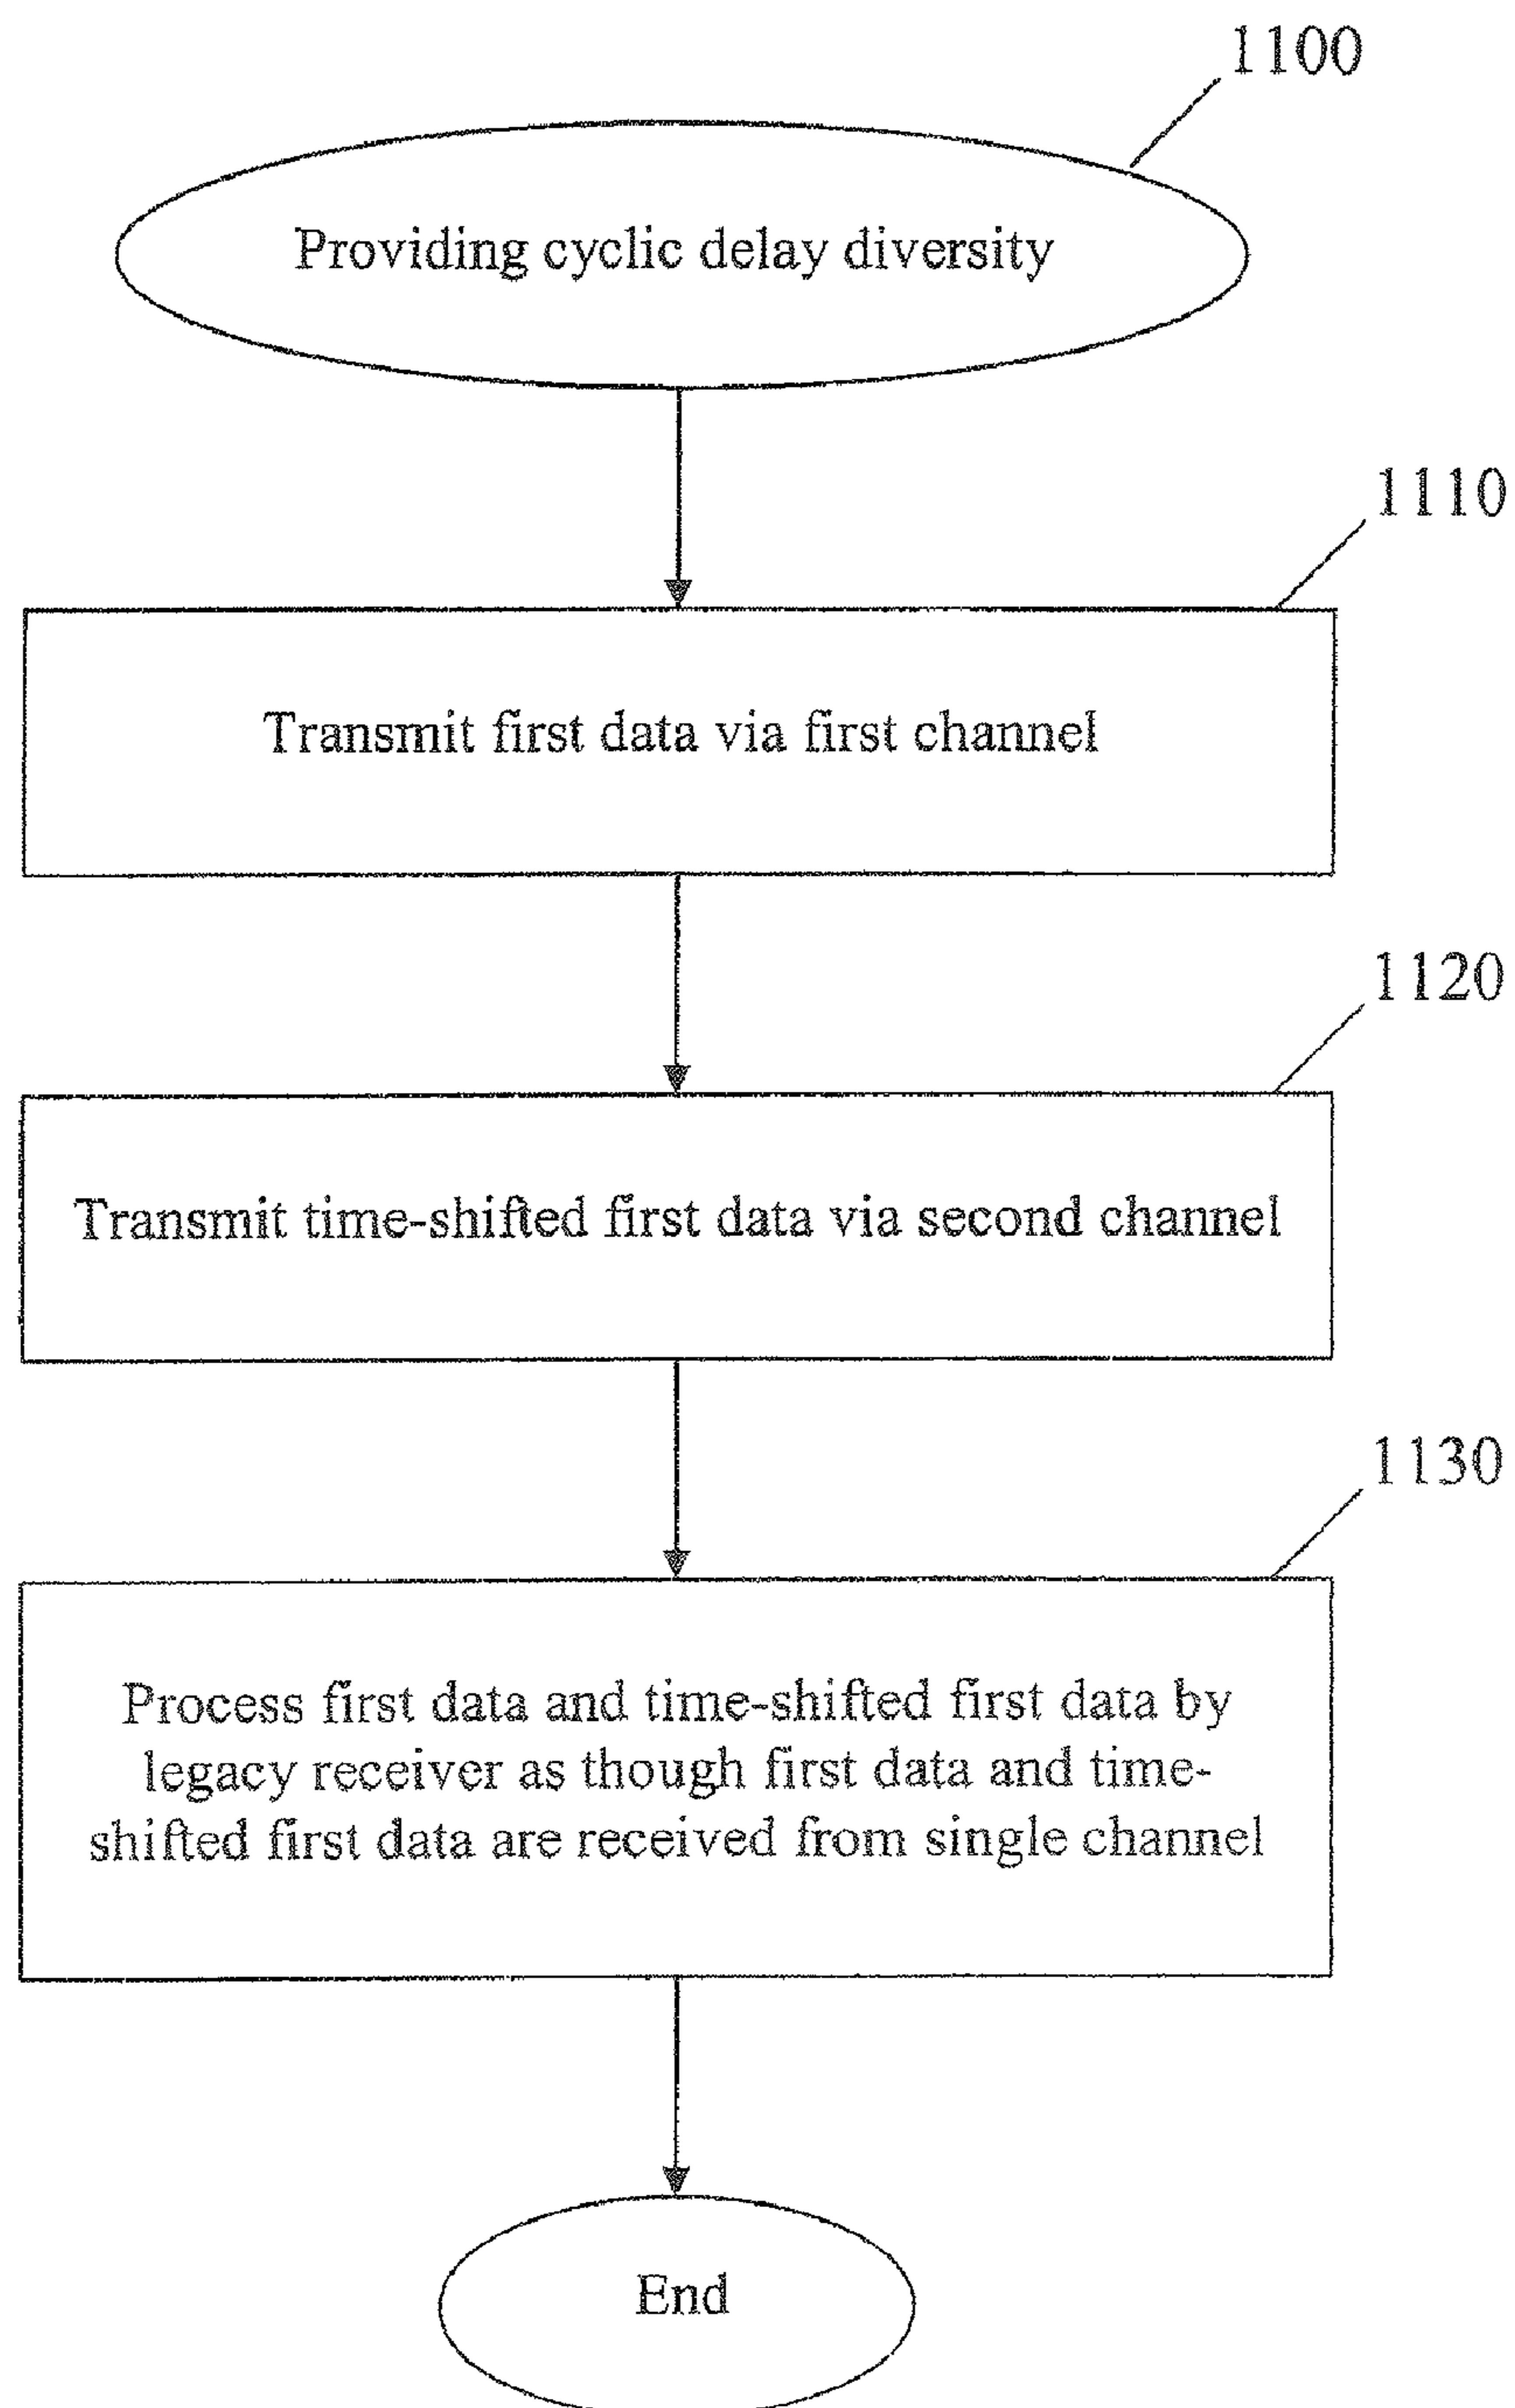 1100
Providing cyclic delay diversity
1110
Transmit first data via first channel
1120
Transmit time-shifted first data via second channel
1130
Process first data and time-shifted first data by
legacy receiver as though first data and time-
shifted first data are received from single channel
End